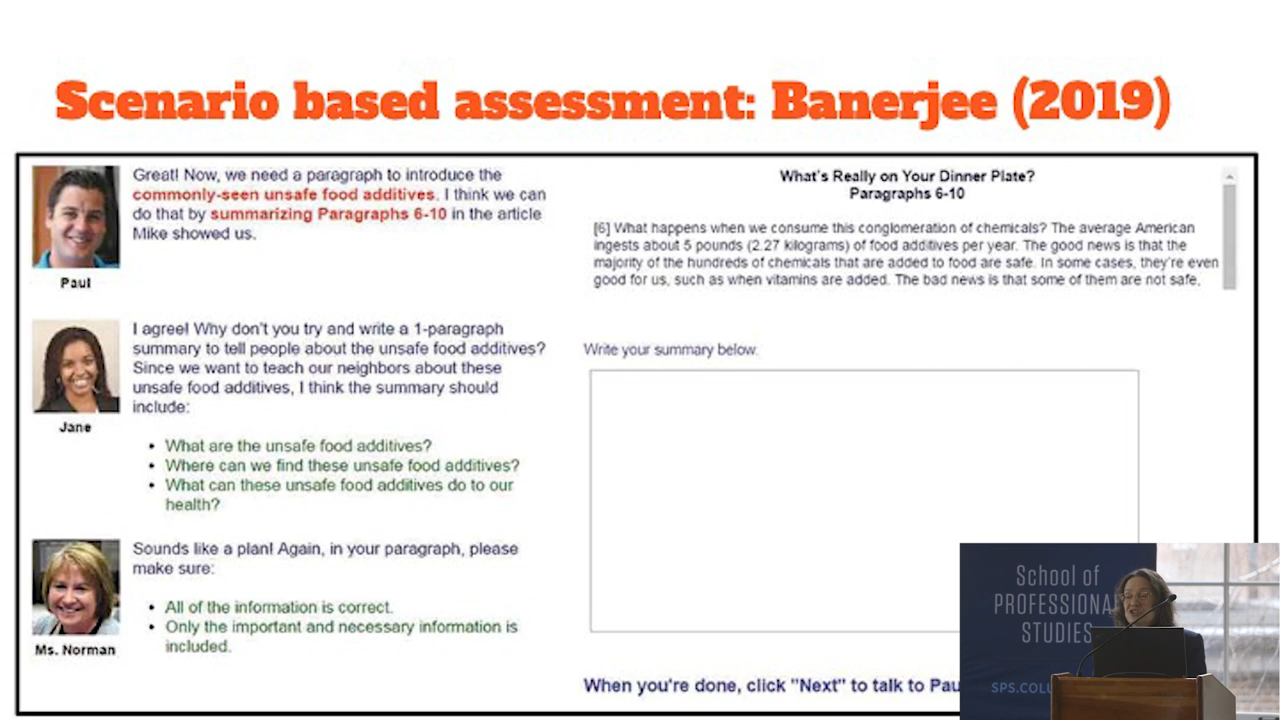 Scenario based assessment: Banerjee (2019)
Great! Now, we need a paragraph to introduce the
commonly-seen unsafe food additives. I think we can
do that by summarizing Paragraphs 6-10 in the article
Mike showed us.
Paul
I agree! Why don't you try and write a 1-paragraph
summary to tell people about the unsafe food additives?
Since we want to teach our neighbors about these
unsafe food additives, I think the summary should
include:
Jane
• What are the unsafe food additives?
• Where can we find these unsafe food additives?
• What can these unsafe food additives do to our
health?
Sounds like a plan! Again, in your paragraph, please
make sure:
• All of the information is correct.
• Only the important and necessary information is
included.
Ms. Norman
What's Really on Your Dinner Plate?
Paragraphs 6-10
[6] What happens when we consume this conglomeration of chemicals? The average American
ingests about 5 pounds (2.27 kilograms) of food additives per year. The good news is that the
majority of the hundreds of chemicals that are added to food are safe. In some cases, they're even
good for us, such as when vitamins are added. The bad news is that some of them are not safe.
Write your summary below.
When you're done, click "Next" to talk to Pau
School of
PROFESSIONA
STUDIES
SPS.COLU